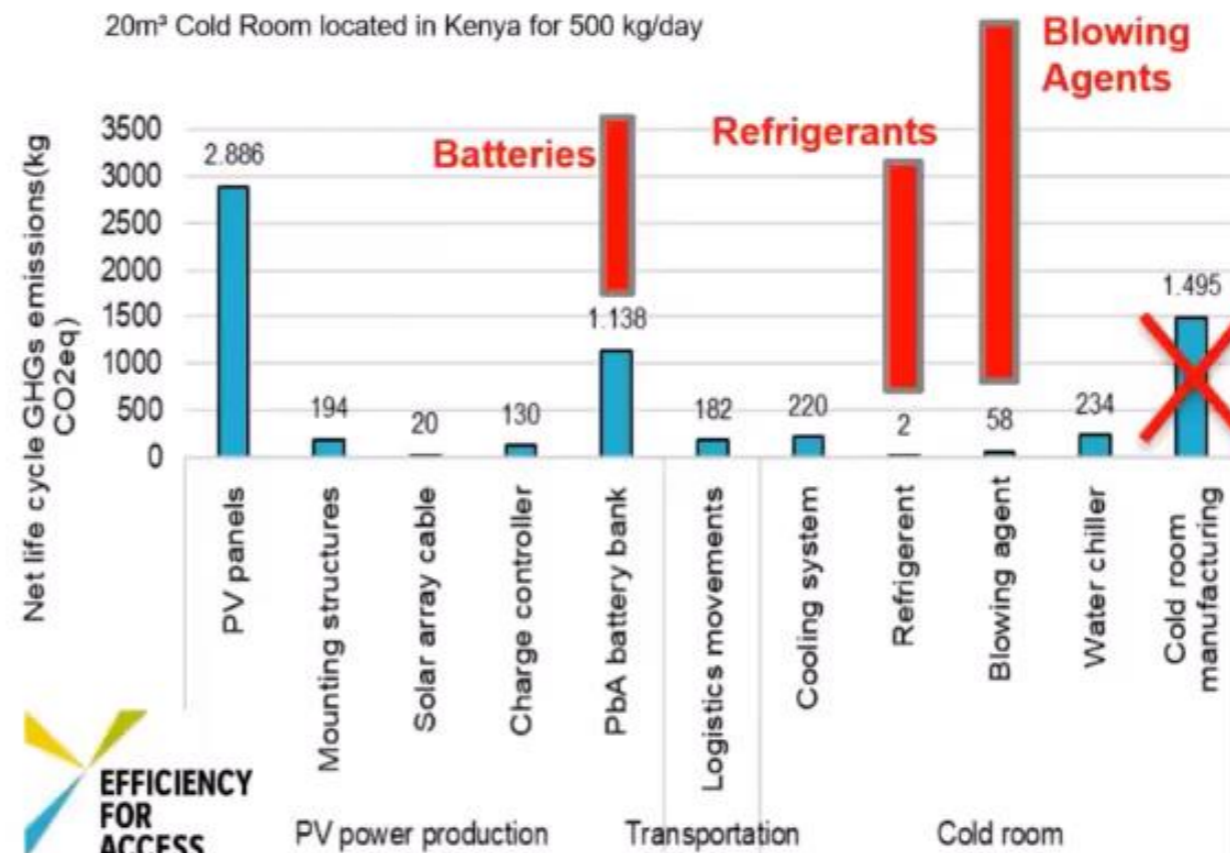 20m³ Cold Room located in Kenya for 500 kg/day
Blowing
Agents
Refrigerants
Batteries
Net life cycle GHGs emissions(kg
CO2eq)
3500
3000
2500
2000
1500
1000
500
0
2.886
194
20
130
1.138
182
220
2
58
234
1.495
PV panels
Mounting structures
Solar array cable
Charge controller
PbA battery bank
Logistics movements
Cooling system
Refrigerent
Blowing agent
Water chiller
Cold room
manufacturing
PV power production
Transportation
Cold room
EFFICIENCY
FOR
ACCESS